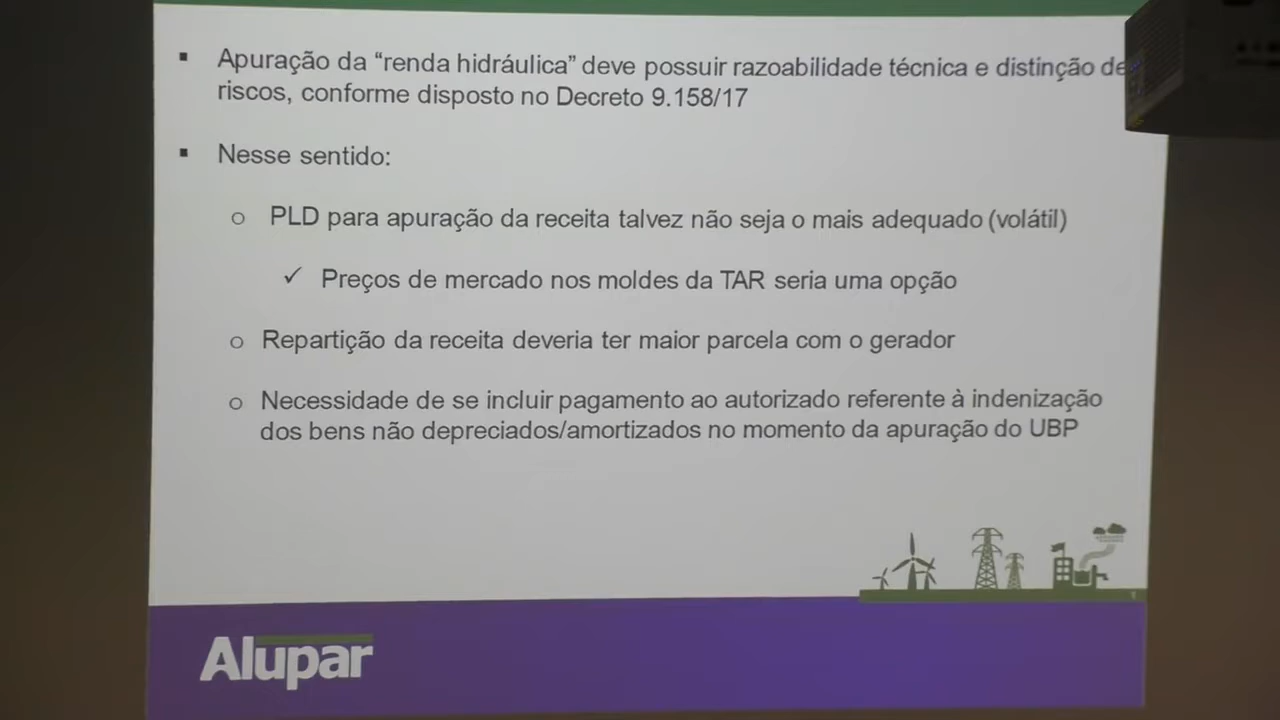 Apuração da “renda hidráulica” deve possuir razoabilidade técnica e distinção de
riscos, conforme disposto no Decreto 9.158/17
Nesse sentido:
PLD para apuração da receita talvez não seja o mais adequado (volátil)
Preços de mercado nos moldes da TAR seria uma opção
Repartição da receita deveria ter maior parcela com o gerador
Necessidade de se incluir pagamento ao autorizado referente à indenização
dos bens não depreciados/amortizados no momento da apuração do UBP
Alupar